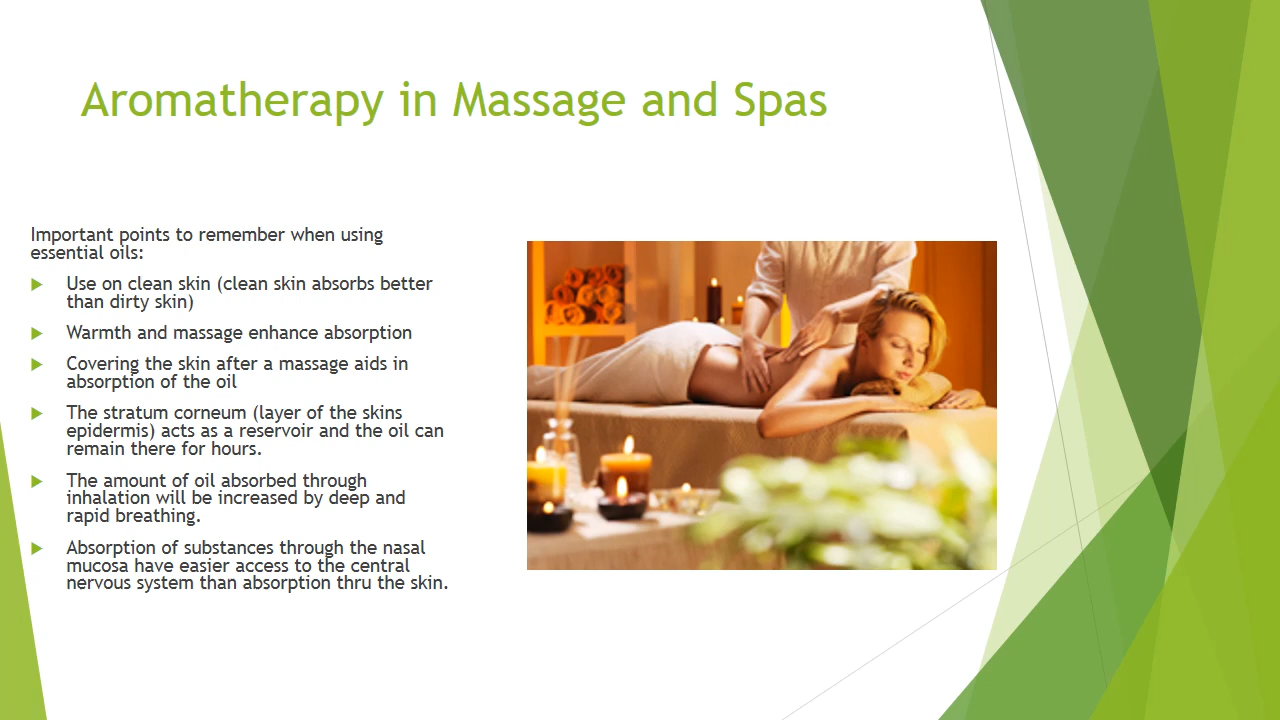 Aromatherapy in Massage and Spas
Important points to remember when using
essential oils:
Use on clean skin (clean skin absorbs better
than dirty skin)
Warmth and massage enhance absorption
Covering the skin after a massage aids in
absorption of the oil
The stratum corneum (layer of the skins
epidermis) acts as a reservoir and the oil can
remain there for hours.
The amount of oil absorbed through
inhalation will be increased by deep and
rapid breathing.
Absorption of substances through the nasal
mucosa have easier access to the central
nervous system than absorption thru the skin.